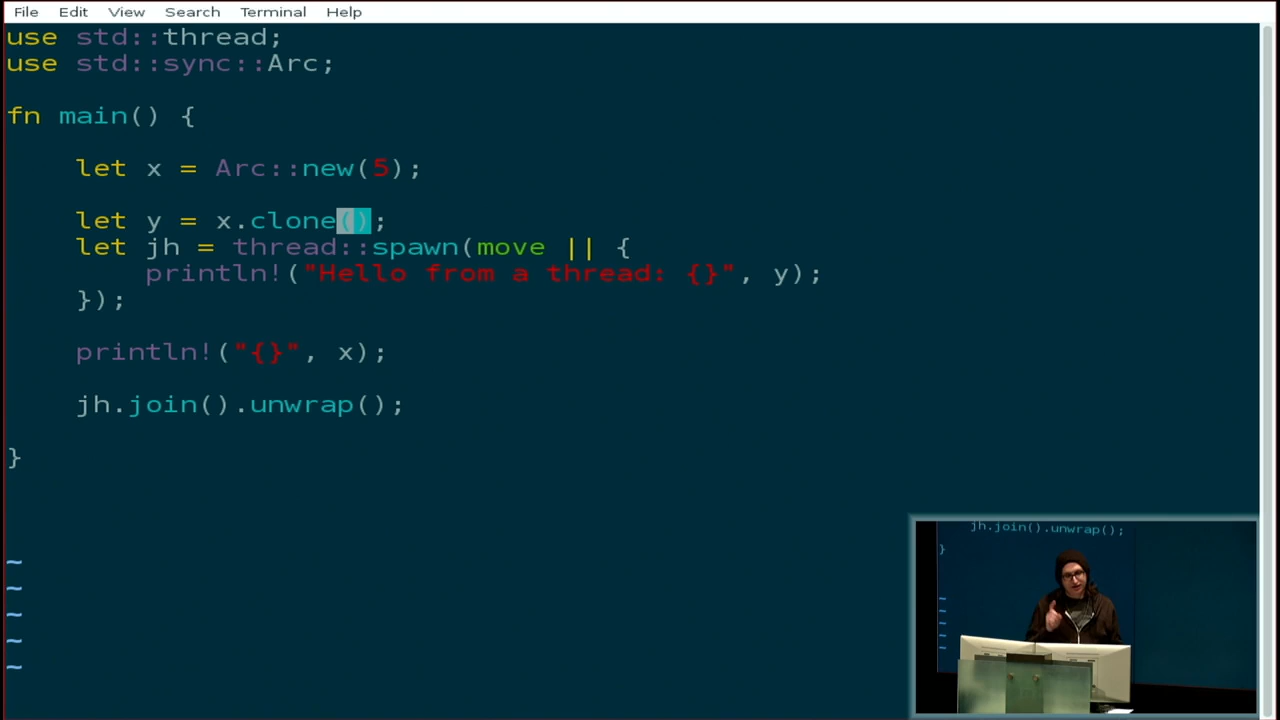 File Edit View Search Terminal Help
use std::thread;
use std::sync::Arc;
fn main() {
let x = Arc::new(5);
let y = x.clone();
let jh = thread::spawn(move || {
println!("Hello from a thread: {}", y);
});
println!("{}", x);
jh.join().unwrap();
}
~
~
~
~
~
jh.join().unwrap();
}
~
~
~
~
~